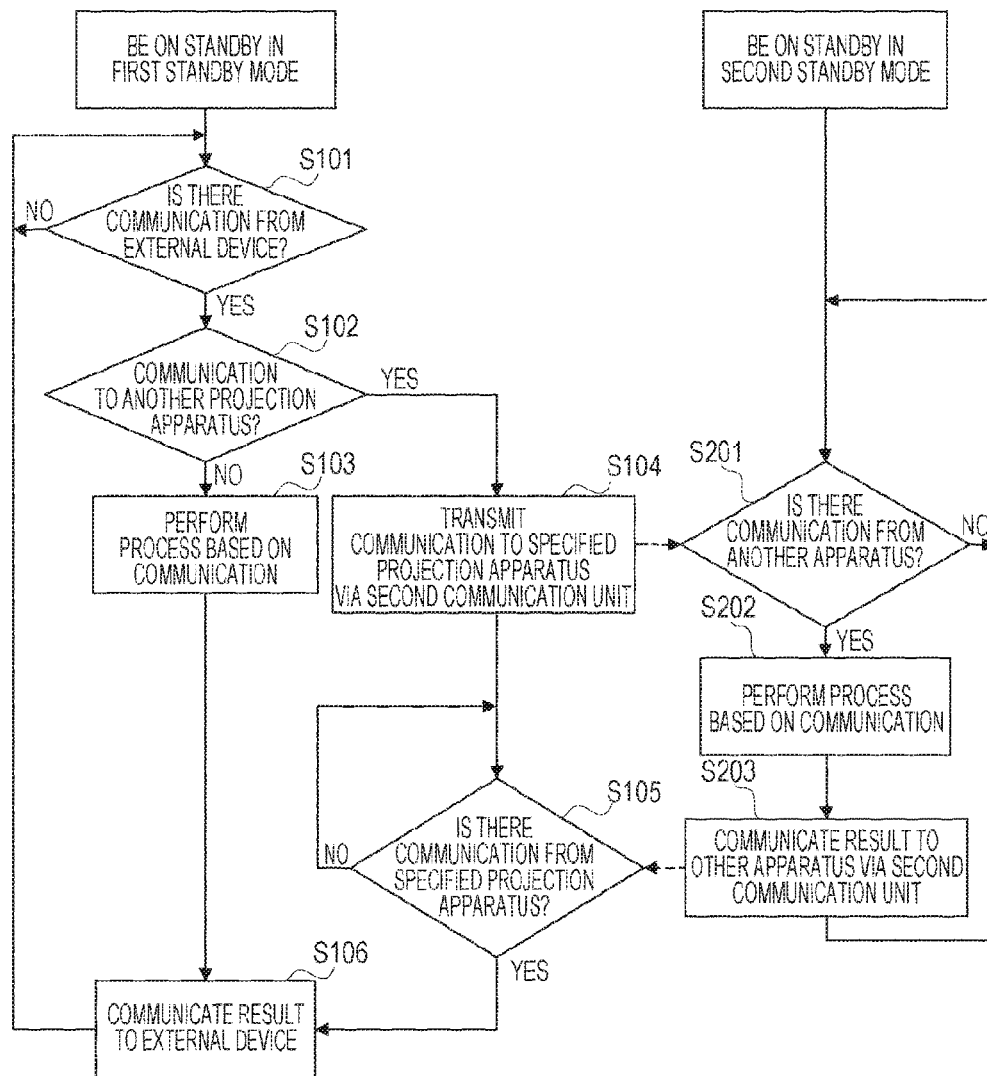 BE ON STANDBY IN
FIRST STANDBY MODE
BE ON STANDBY IN
SECOND STANDBY MODE
S101
IS THERE
COMMUNICATION FROM
EXTERNAL DEVICE?
NO
YES
S102
COMMUNICATION
TO ANOTHER PROJECTION
APPARATUS?
YES
NO
S103
PERFORM
PROCESS BASED ON
COMMUNICATION
S104
TRANSMIT
COMMUNICATION TO SPECIFIED
PROJECTION APPARATUS
VIA SECOND COMMUNICATION UNIT
S201
IS THERE
COMMUNICATION FROM
ANOTHER APPARATUS?
NO
YES
S202
PERFORM PROCESS
BASED ON COMMUNICATION
S203
COMMUNICATE RESULT TO
OTHER APPARATUS VIA SECOND
COMMUNICATION UNIT
S105
IS THERE
COMMUNICATION FROM
SPECIFIED PROJECTION
APPARATUS?
NO
YES
S106
COMMUNICATE RESULT
TO EXTERNAL DEVICE